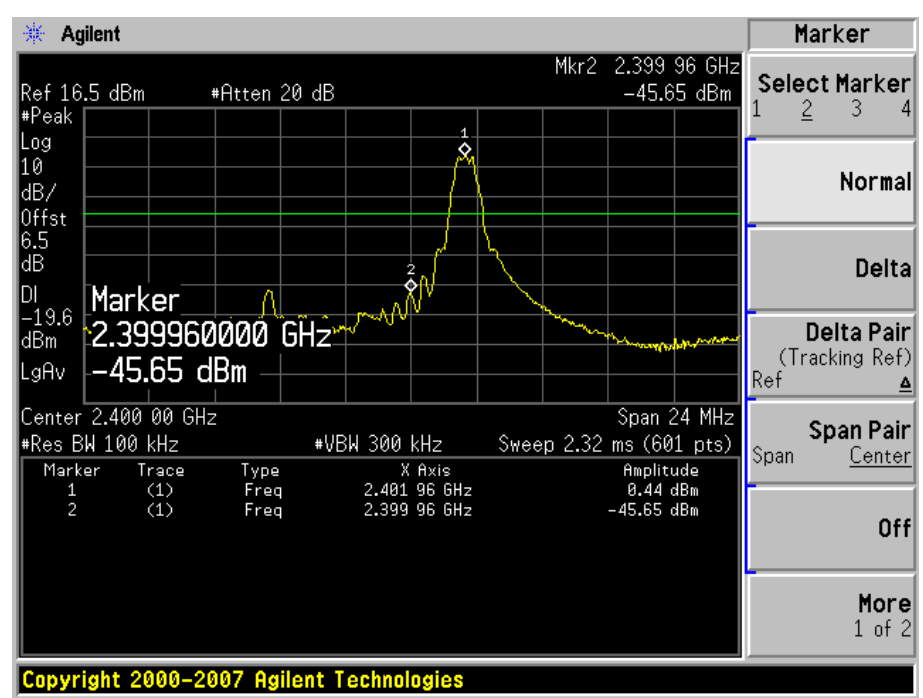 Agilent
Marker
Mkr2 2.399 96 GHz
Ref 16.5 dBm #Atten 20 dB -45.65 dBm
#Peak
Log
10
dB/
Offst
6.5
dB
DI
-19.6
dBm
LgAv
1
2
Marker
2.399960000 GHz
-45.65 dBm
Center 2.400 00 GHz Span 24 MHz
#Res BW 100 kHz #VBW 300 kHz Sweep 2.32 ms (601 pts)
Marker Trace Type X Axis Amplitude
1 (1) Freq 2.401 96 GHz 0.44 dBm
2 (1) Freq 2.399 96 GHz -45.65 dBm
Select Marker
1 2 3 4
Normal
Delta
Delta Pair
(Tracking Ref)
Ref Δ
Span Pair
Span Center
Off
More
1 of 2
Copyright 2000-2007 Agilent Technologies